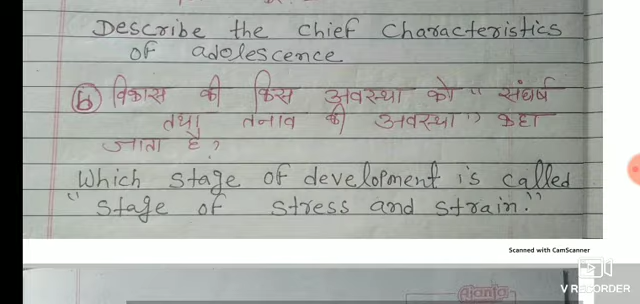 Describe the chief characteristics
of adolescence
(b) विकास की किस अवस्था को "संघर्ष
तथा तनाव की अवस्था" कहा
जाता है?
Which stage of development is called
"stage of stress and strain."
Scanned with CamScanner
Ajanta
V RECORDER